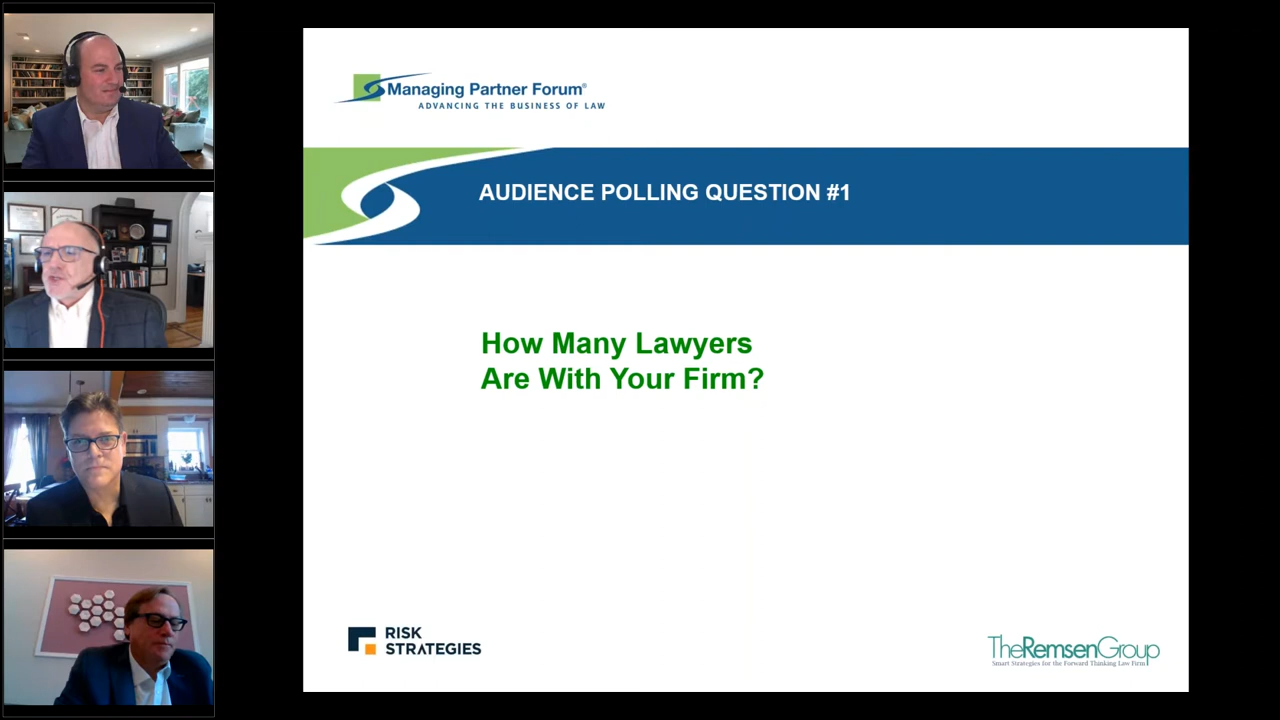 Managing Partner Forum®
ADVANCING THE BUSINESS OF LAW
AUDIENCE POLLING QUESTION #1
How Many Lawyers
Are With Your Firm?
RISK
STRATEGIES
TheRemsenGroup
Smart Strategies for the Forward Thinking Law Firm